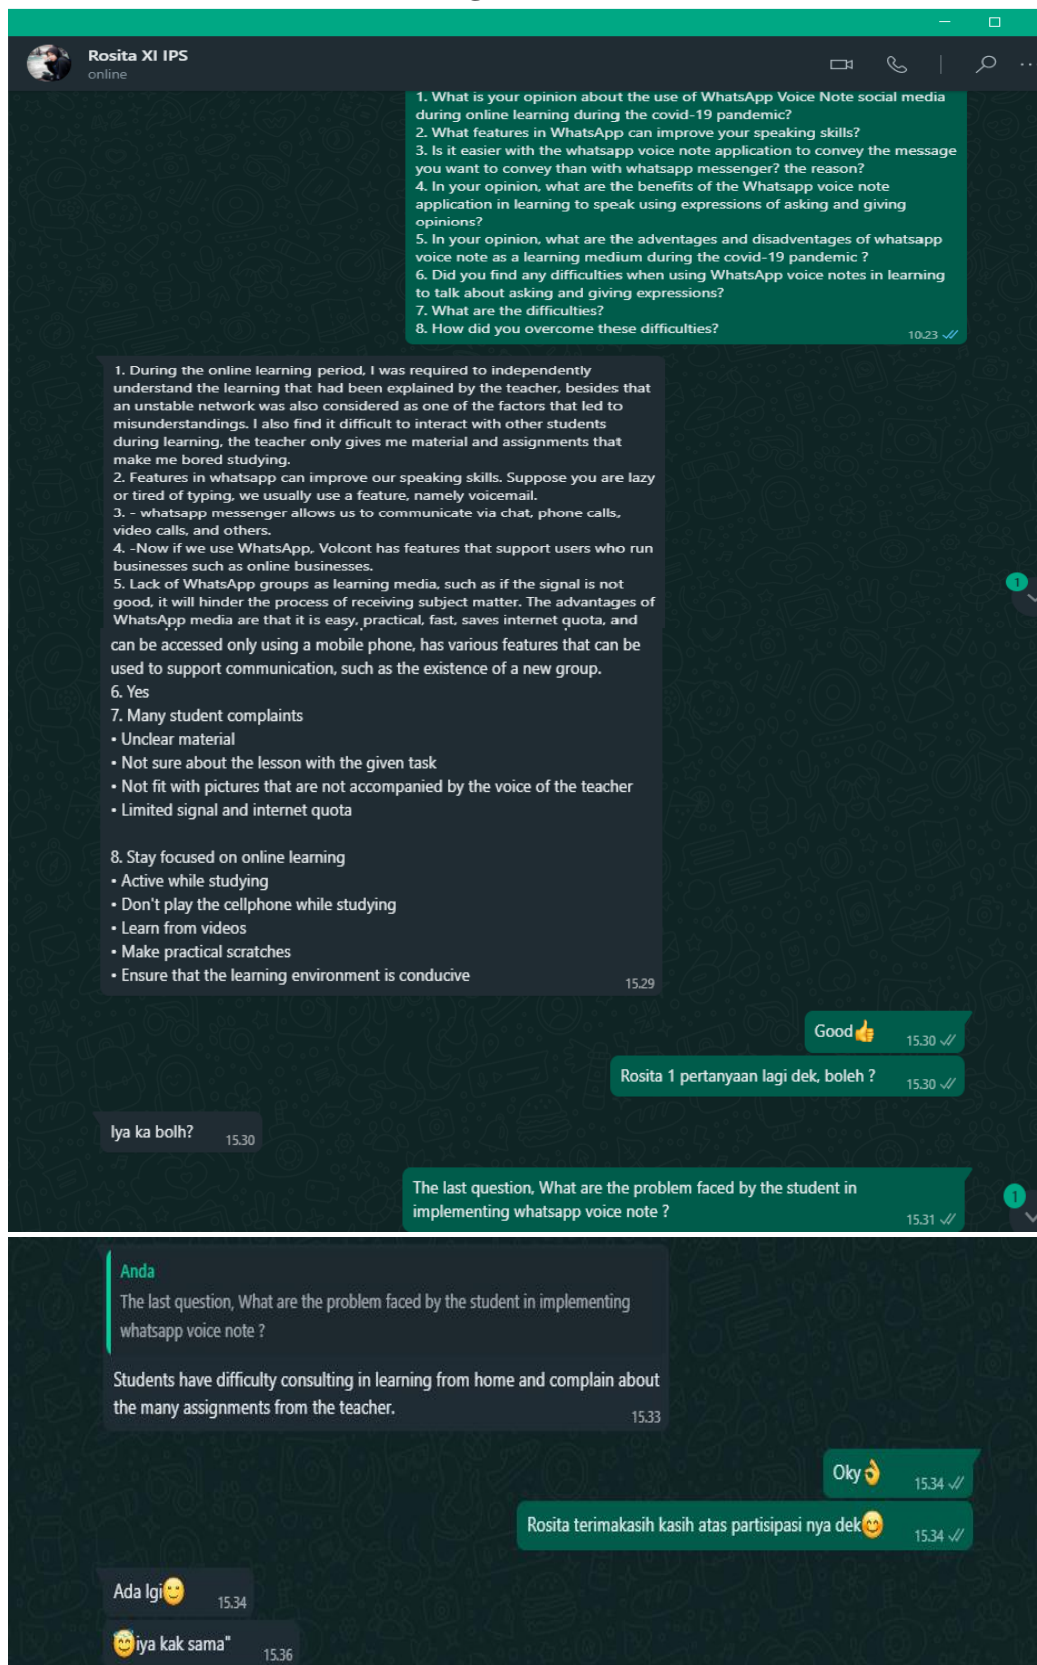 Rosita XI IPS
online
1. What is your opinion about the use of WhatsApp Voice Note social media
during online learning during the covid-19 pandemic?
2. What features in WhatsApp can improve your speaking skills?
3. Is it easier with the whatsapp voice note application to convey the message
you want to convey than with whatsapp messenger? the reason?
4. In your opinion, what are the benefits of the Whatsapp voice note
application in learning to speak using expressions of asking and giving
opinions?
5. In your opinion, what are the adventages and disadventages of whatsapp
voice note as a learning medium during the covid-19 pandemic ?
6. Did you find any difficulties when using WhatsApp voice notes in learning
to talk about asking and giving expressions?
7. What are the difficulties?
8. How did you overcome these difficulties?
10.23
1. During the online learning period, I was required to independently
understand the learning that had been explained by the teacher, besides that
an unstable network was also considered as one of the factors that led to
misunderstandings. I also find it difficult to interact with other students
during learning, the teacher only gives me material and assignments that
make me bored studying.
2. Features in whatsapp can improve our speaking skills. Suppose you are lazy
or tired of typing, we usually use a feature, namely voicemail.
3. - whatsapp messenger allows us to communicate via chat, phone calls,
video calls, and others.
4. -Now if we use WhatsApp,. Volcont has features that support users who run
businesses such as online businesses.
5. Lack of WhatsApp groups as learning media, such as if the signal is not
good, it will hinder the process of receiving subject matter. The advantages of
WhatsApp media are that it is easy, practical, fast, saves internet quota, and
can be accessed only using a mobile phone, has various features that can be
used to support communication, such as the existence of a new group.
6. Yes
7. Many student complaints
• Unclear material
• Not sure about the lesson with the given task
• Not fit with pictures that are not accompanied by the voice of the teacher
• Limited signal and internet quota
8. Stay focused on online learning
• Active while studying
• Don't play the cellphone while studying
• Learn from videos
• Make practical scratches
• Ensure that the learning environment is conducive
15.29
1
Good👍
15.30
Rosita 1 pertanyaan lagi dek, boleh ?
15.30
Iya ka bolh?
15.30
The last question, What are the problem faced by the student in
implementing whatsapp voice note ?
15.31
1
Anda
The last question, What are the problem faced by the student in implementing
whatsapp voice note ?
Students have difficulty consulting in learning from home and complain about
the many assignments from the teacher.
15.33
Oky👌
15.34
Rosita terimakasih kasih atas partisipasi nya dek😊
15.34
Ada lgi🙂
15.34
😇iya kak sama"
15.36